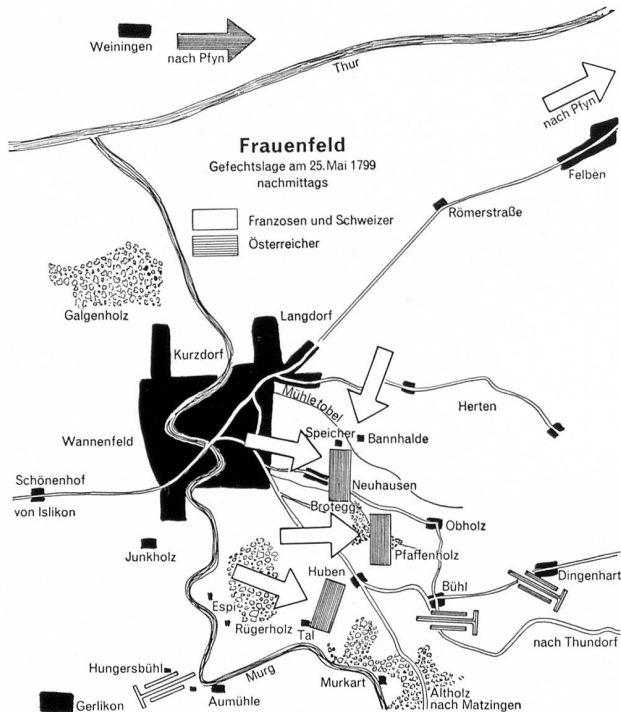 Weiningen
nach Pfyn
Thur
nach Pfyn
Frauenfeld
Gefechtslage am 25. Mai 1799
nachmittags
Felben
Franzosen und Schweizer
Römerstraße
Österreicher
Galgenholz
Langdorf
Kurzdorf
Mühletobel
Herten
Wannenfeld
Speicher
Bannhalde
Schönenhof
Neuhausen
von Islikon
Brotegg
Obholz
Junkholz
Pfaffenholz
Huben
Bühl
Dingenhart
Espi
Rügerholz
Tal
nach Thundorf
Hungersbühl
Murg
Murkart
Altholz
Gerlikon
Aumühle
nach Matzingen